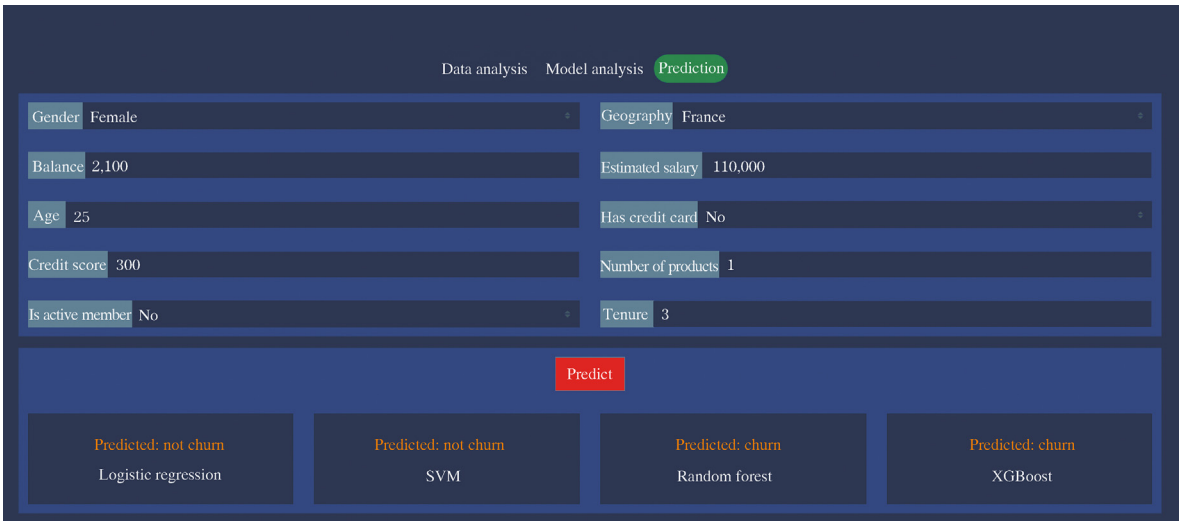 Data analysis Model analysis Prediction
Gender Female Geography France
Balance 2,100 Estimated salary 110,000
Age 25 Has credit card No
Credit score 300 Number of products 1
Is active member No Tenure 3
Predict
Predicted: not churn Predicted: not churn Predicted: churn Predicted: churn
Logistic regression SVM Random forest XGBoost